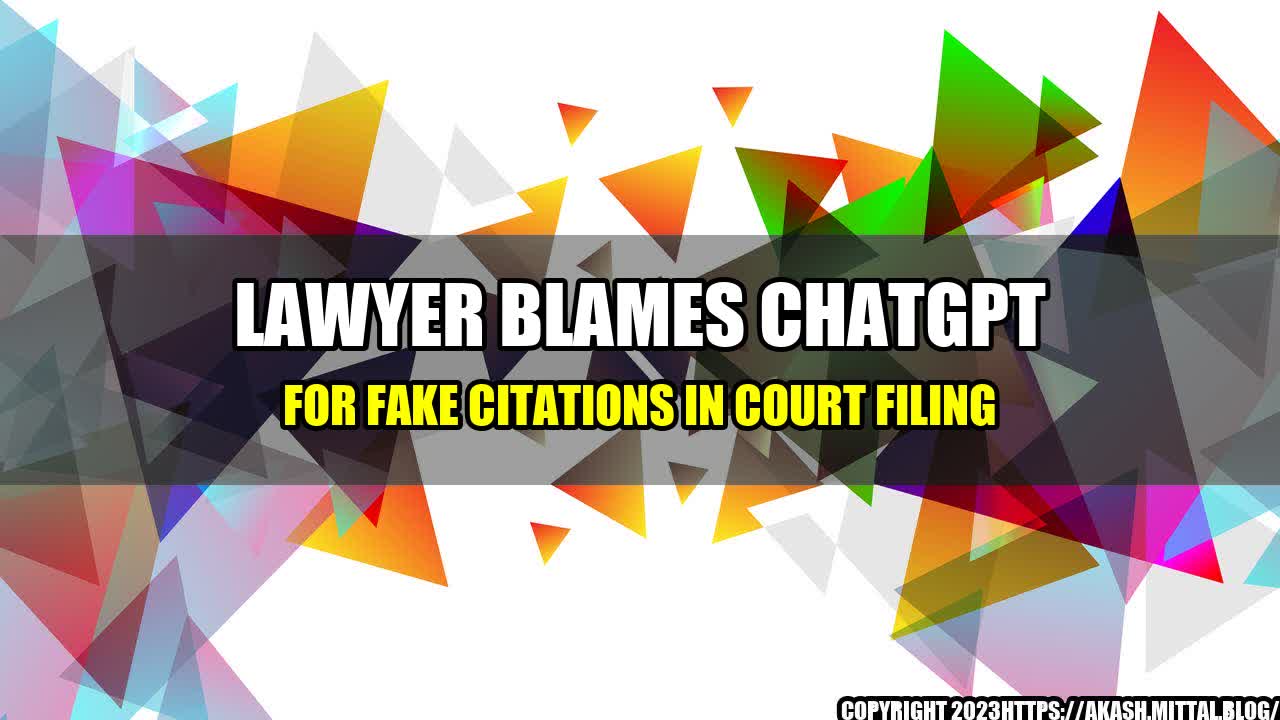 LAWYER BLAMES CHATGPT
FOR FAKE CITATIONS IN COURT FILING
COPYRIGHT 2023HTTPS://AKASH.MITTAL.BLOG/